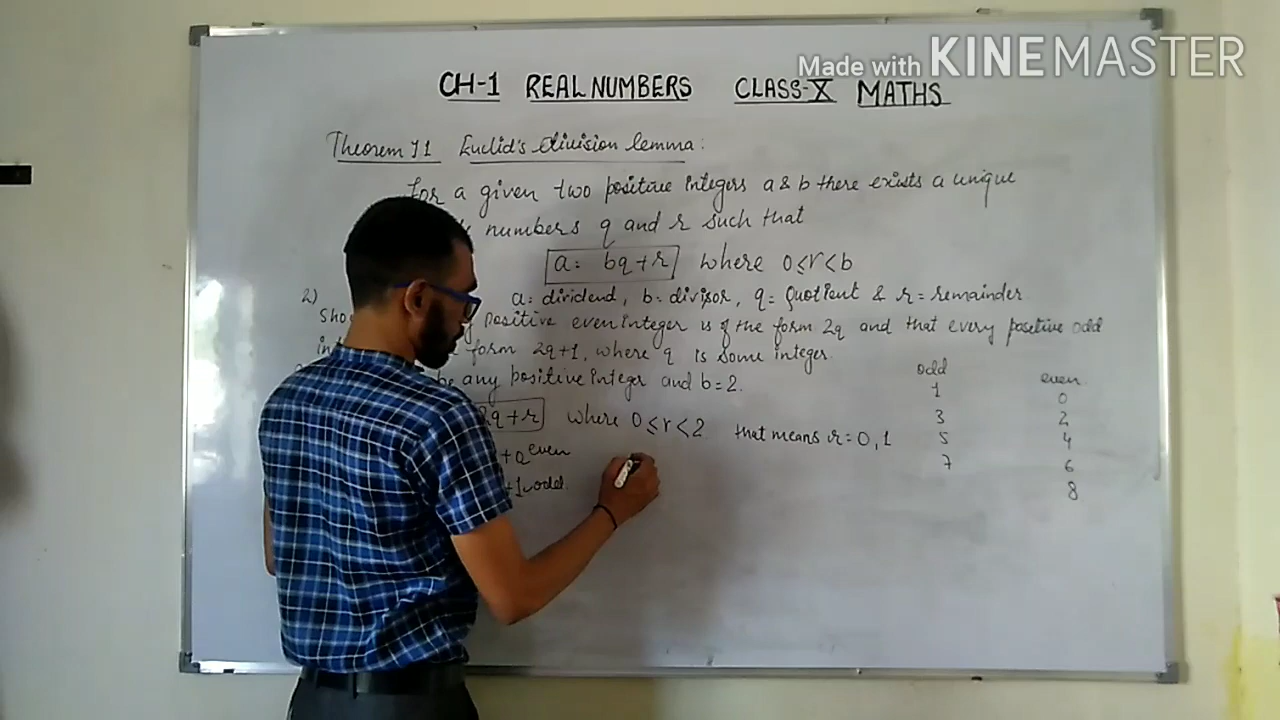 Made with KINEMASTER
CH-1 REAL NUMBERS CLASS-X MATHS
Theorem 1.1 Euclid's division lemma:
For a given two positive integers a & b there exists a unique
numbers q and r such that
a = bq + r where 0 ≤ r < b
2) a = dividend, b = divisor, q = Quotient & r = remainder
Sho positive even integer is of the form 2q and that every positive odd
in form 2q+1, where q is some integer.
be any positive integer and b = 2.
2q + r where 0 ≤ r < 2 that means r = 0, 1
+ 0 even
+ 1 odd.
odd
1
3
5
7
even
0
2
4
6
8